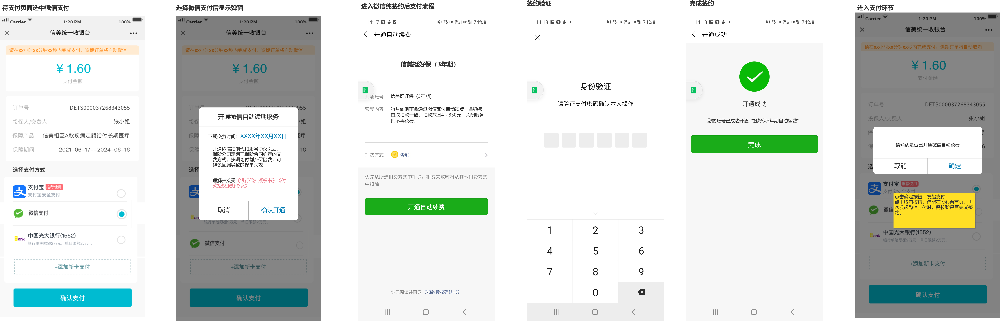 待支付页面选中微信支付
Carrier
1:20 PM
100%
信美统一收银台
请在xx小时xx分钟xx秒内完成支付，逾期订单将自动取消
¥ 1.60
支付金额
订单号 DETS000037268343055
投保人/交费人 张小姐
保障产品 信美相互A款疾病定额给付长期医疗
保障期间 2021-06-17--2024-06-16
选择支付方式
支付宝 推荐使用
支付宝安全支付
微信支付
Bank 中国光大银行(1552)
银行单笔限额2万元，单日限额2万元。
+添加新卡支付
确认支付
选择微信支付后显示弹窗
Carrier
1:20 PM
100%
信美统一收银台
请在xx小时xx分钟xx秒内完成支付，逾期订单将自动取消
¥ 1.60
支付金额
订单号 DETS000037268343055
投保 小姐
保障 医疗
保障 -16
选择
开通微信自动续期服务
下期交费时间：XXXX年XX月XX日
开通微信续期代扣服务协议以后，
保险公司定期已保险合同约定的交
费方式，按期划付割弃保险费，可
避免因漏导致的保单失效
理解并接受《银行代扣授权书》《付
款授权服务协议》
取消 确认开通
Ban
银行单笔限额2万元，单日限额2万元。
微信支付
+添加新卡支付
确认支付
进入微信纯签约后支付流程
14:17
HD 5G HD 4G 74%
开通自动续费
信美挺好保（3年期）
通账号 信美挺好保（3年期）
套餐内容 每月到期前会通过微信支付自动续费，金额与
首次扣款一致，扣款范围4～830元，关闭服务
则不再续费。
扣费方式 零钱
优先从所选扣费方式中扣除，扣费失败时将从其他扣费方式
中扣除
开通自动续费
你已阅读并同意 《扣款授权确认书》
签约验证
14:18
HD 5G HD 4G 74%
身份验证
请验证支付密码确认本人操作
1 2 3
4 5 6
7 8 9
0
完成签约
14:18
HD 5G HD 4G 74%
开通成功
开通成功
您的账号已成功开通“挺好保3年期自动续费”
完成
进入支付环节
Carrier
1:20 PM
100%
信美统一收银台
请在xx小时xx分钟xx秒内完成支付，逾期订单将自动取消
¥ 1.60
支付金额
订单号 DETS000037268343055
投保人/交费人 张小姐
保 疗
保 6
选
请确认是否已开通微信自动续费
取消 确定
支付宝 推荐使用
支付宝安全支付
点击确定按钮，发起支付
点击取消按钮，停留在收银台首页。再
次发起微信支付时，需校验是否完成签
约。
微信
Bank 中国光大银行(1552)
银行单笔限额2万元，单日限额2万元。
+添加新卡支付
确认支付